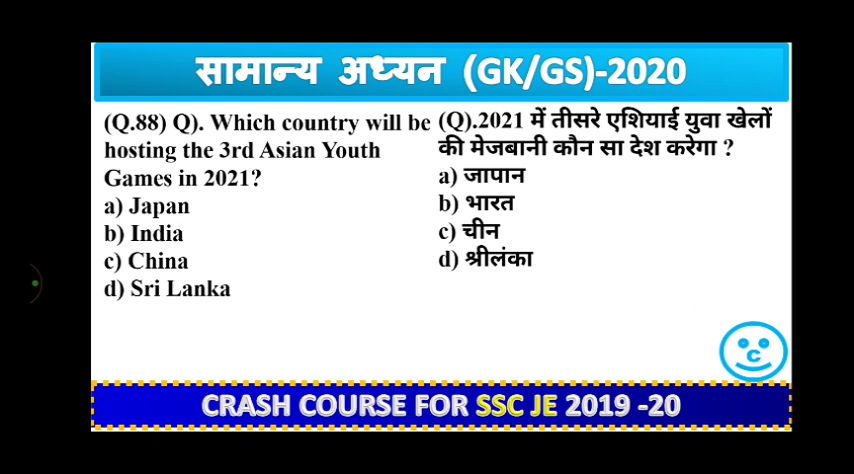 सामान्य अध्यन (GK/GS)-2020
(Q.88) Q). Which country will be
hosting the 3rd Asian Youth
Games in 2021?
a) Japan
b) India
c) China
d) Sri Lanka
(Q).2021 में तीसरे एशियाई युवा खेलों
की मेजबानी कौन सा देश करेगा ?
a) जापान
b) भारत
c) चीन
d) श्रीलंका
C
CRASH COURSE FOR SSC JE 2019 -20